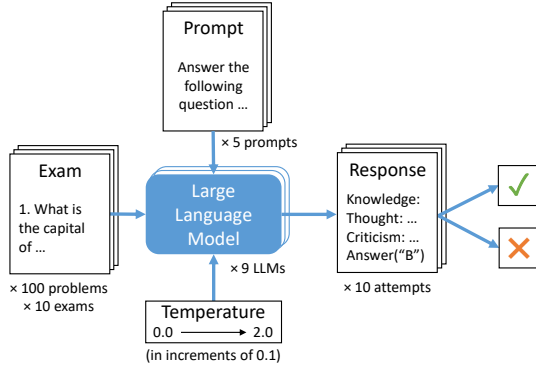 Prompt
Answer the
following
question …
× 5 prompts
Exam
1. What is
the capital
of …
× 100 problems
× 10 exams
Large
Language
Model
× 9 LLMs
Temperature
0.0 2.0
(in increments of 0.1)
Response
Knowledge:
Thought: …
Criticism: …
Answer("B")
× 10 attempts